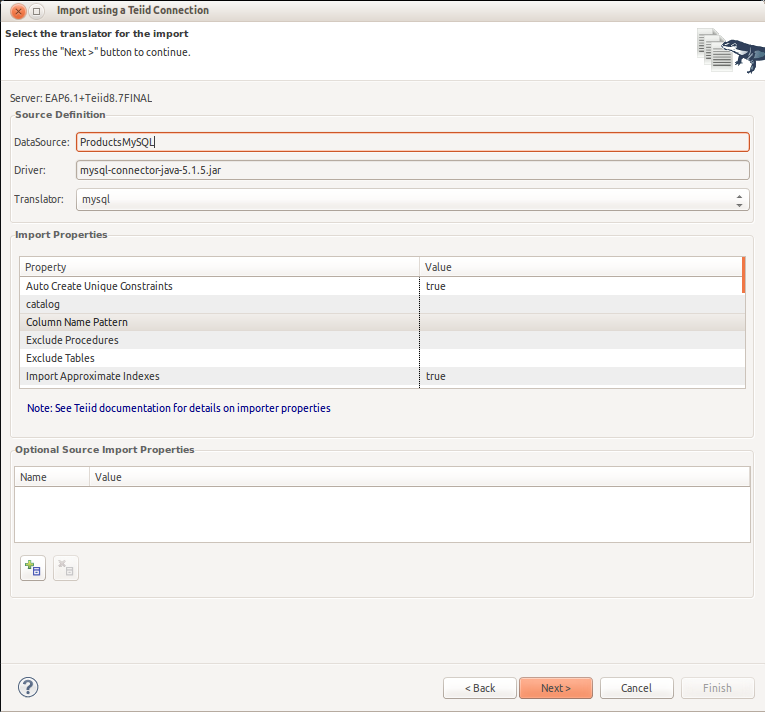 Import using a Teiid Connection
Select the translator for the import
Press the "Next >" button to continue.
Server: EAP6.1+Teiid8.7FINAL
Source Definition
DataSource: ProductsMySQL
Driver: mysql-connector-java-5.1.5.jar
Translator: mysql
Import Properties
Property Value
Auto Create Unique Constraints true
catalog
Column Name Pattern
Exclude Procedures
Exclude Tables
Import Approximate Indexes true
Note: See Teiid documentation for details on importer properties
Optional Source Import Properties
Name Value
? < Back Next > Cancel Finish